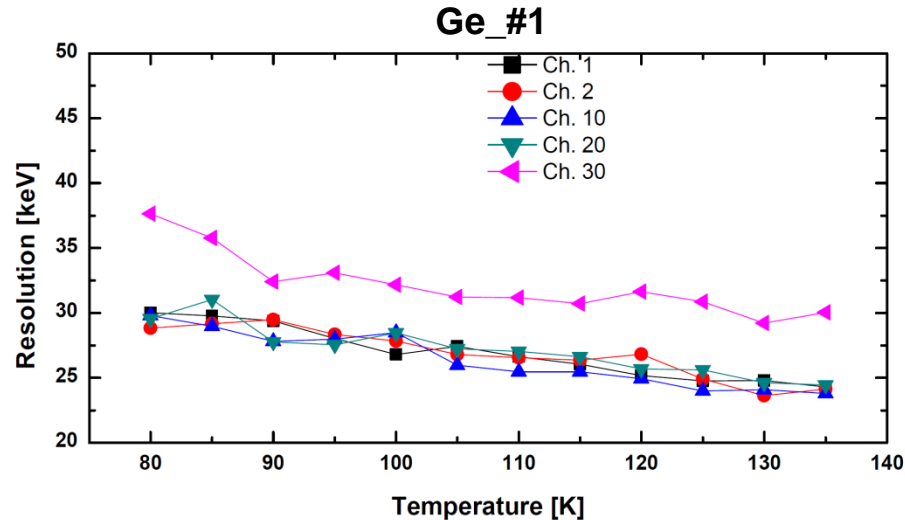 Ge_#1
50
45
40
35
30
25
20
Resolution [keV]
Ch. 1
Ch. 2
Ch. 10
Ch. 20
Ch. 30
80 90 100 110 120 130 140
Temperature [K]